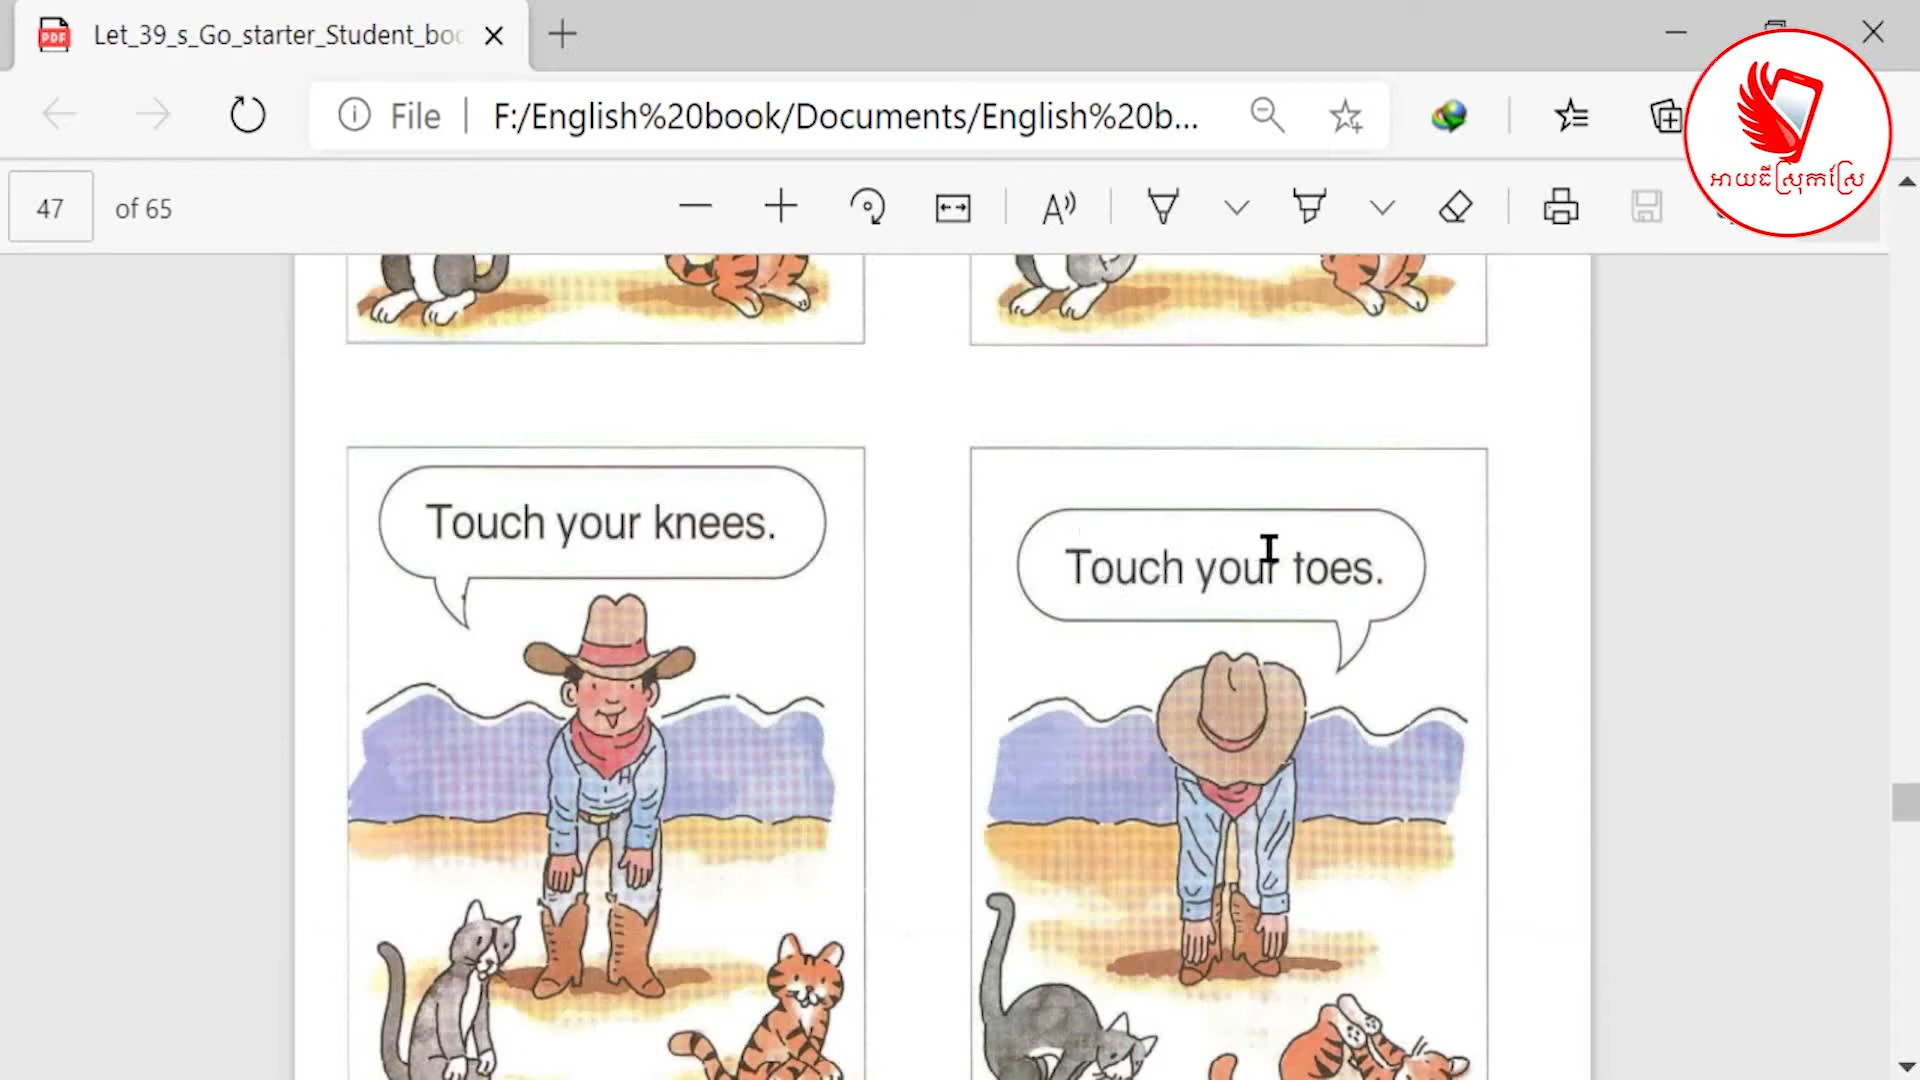 Let_39_s_Go_starter_Student_boo
File
F:/English%20book/Documents/English%20b...
អាយធីស្រុកស្រែ
47
of 65
Touch your knees.
Touch your toes.